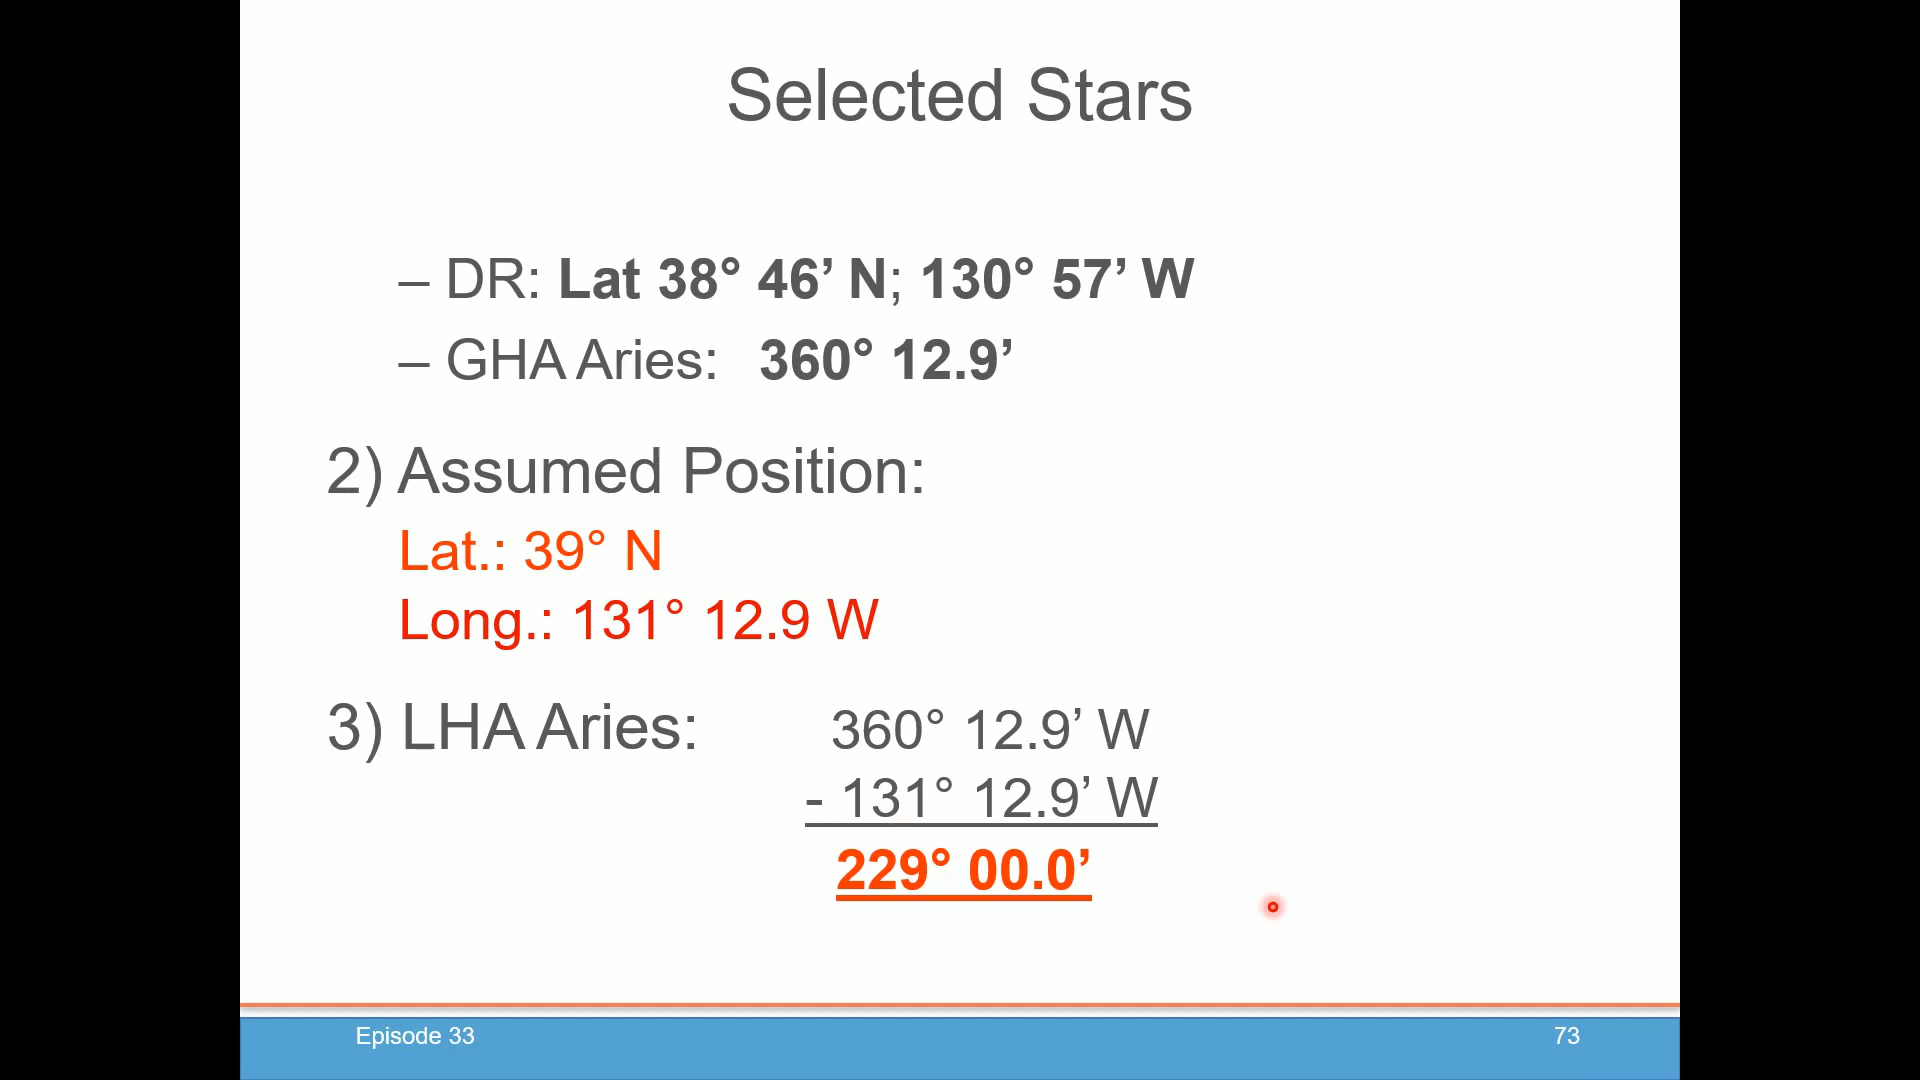 Selected Stars
– DR: Lat 38° 46’ N; 130° 57’ W
– GHA Aries: 360° 12.9’
2) Assumed Position:
Lat.: 39° N
Long.: 131° 12.9 W
3) LHA Aries: 360° 12.9’ W
- 131° 12.9’ W
229° 00.0’
Episode 33 73